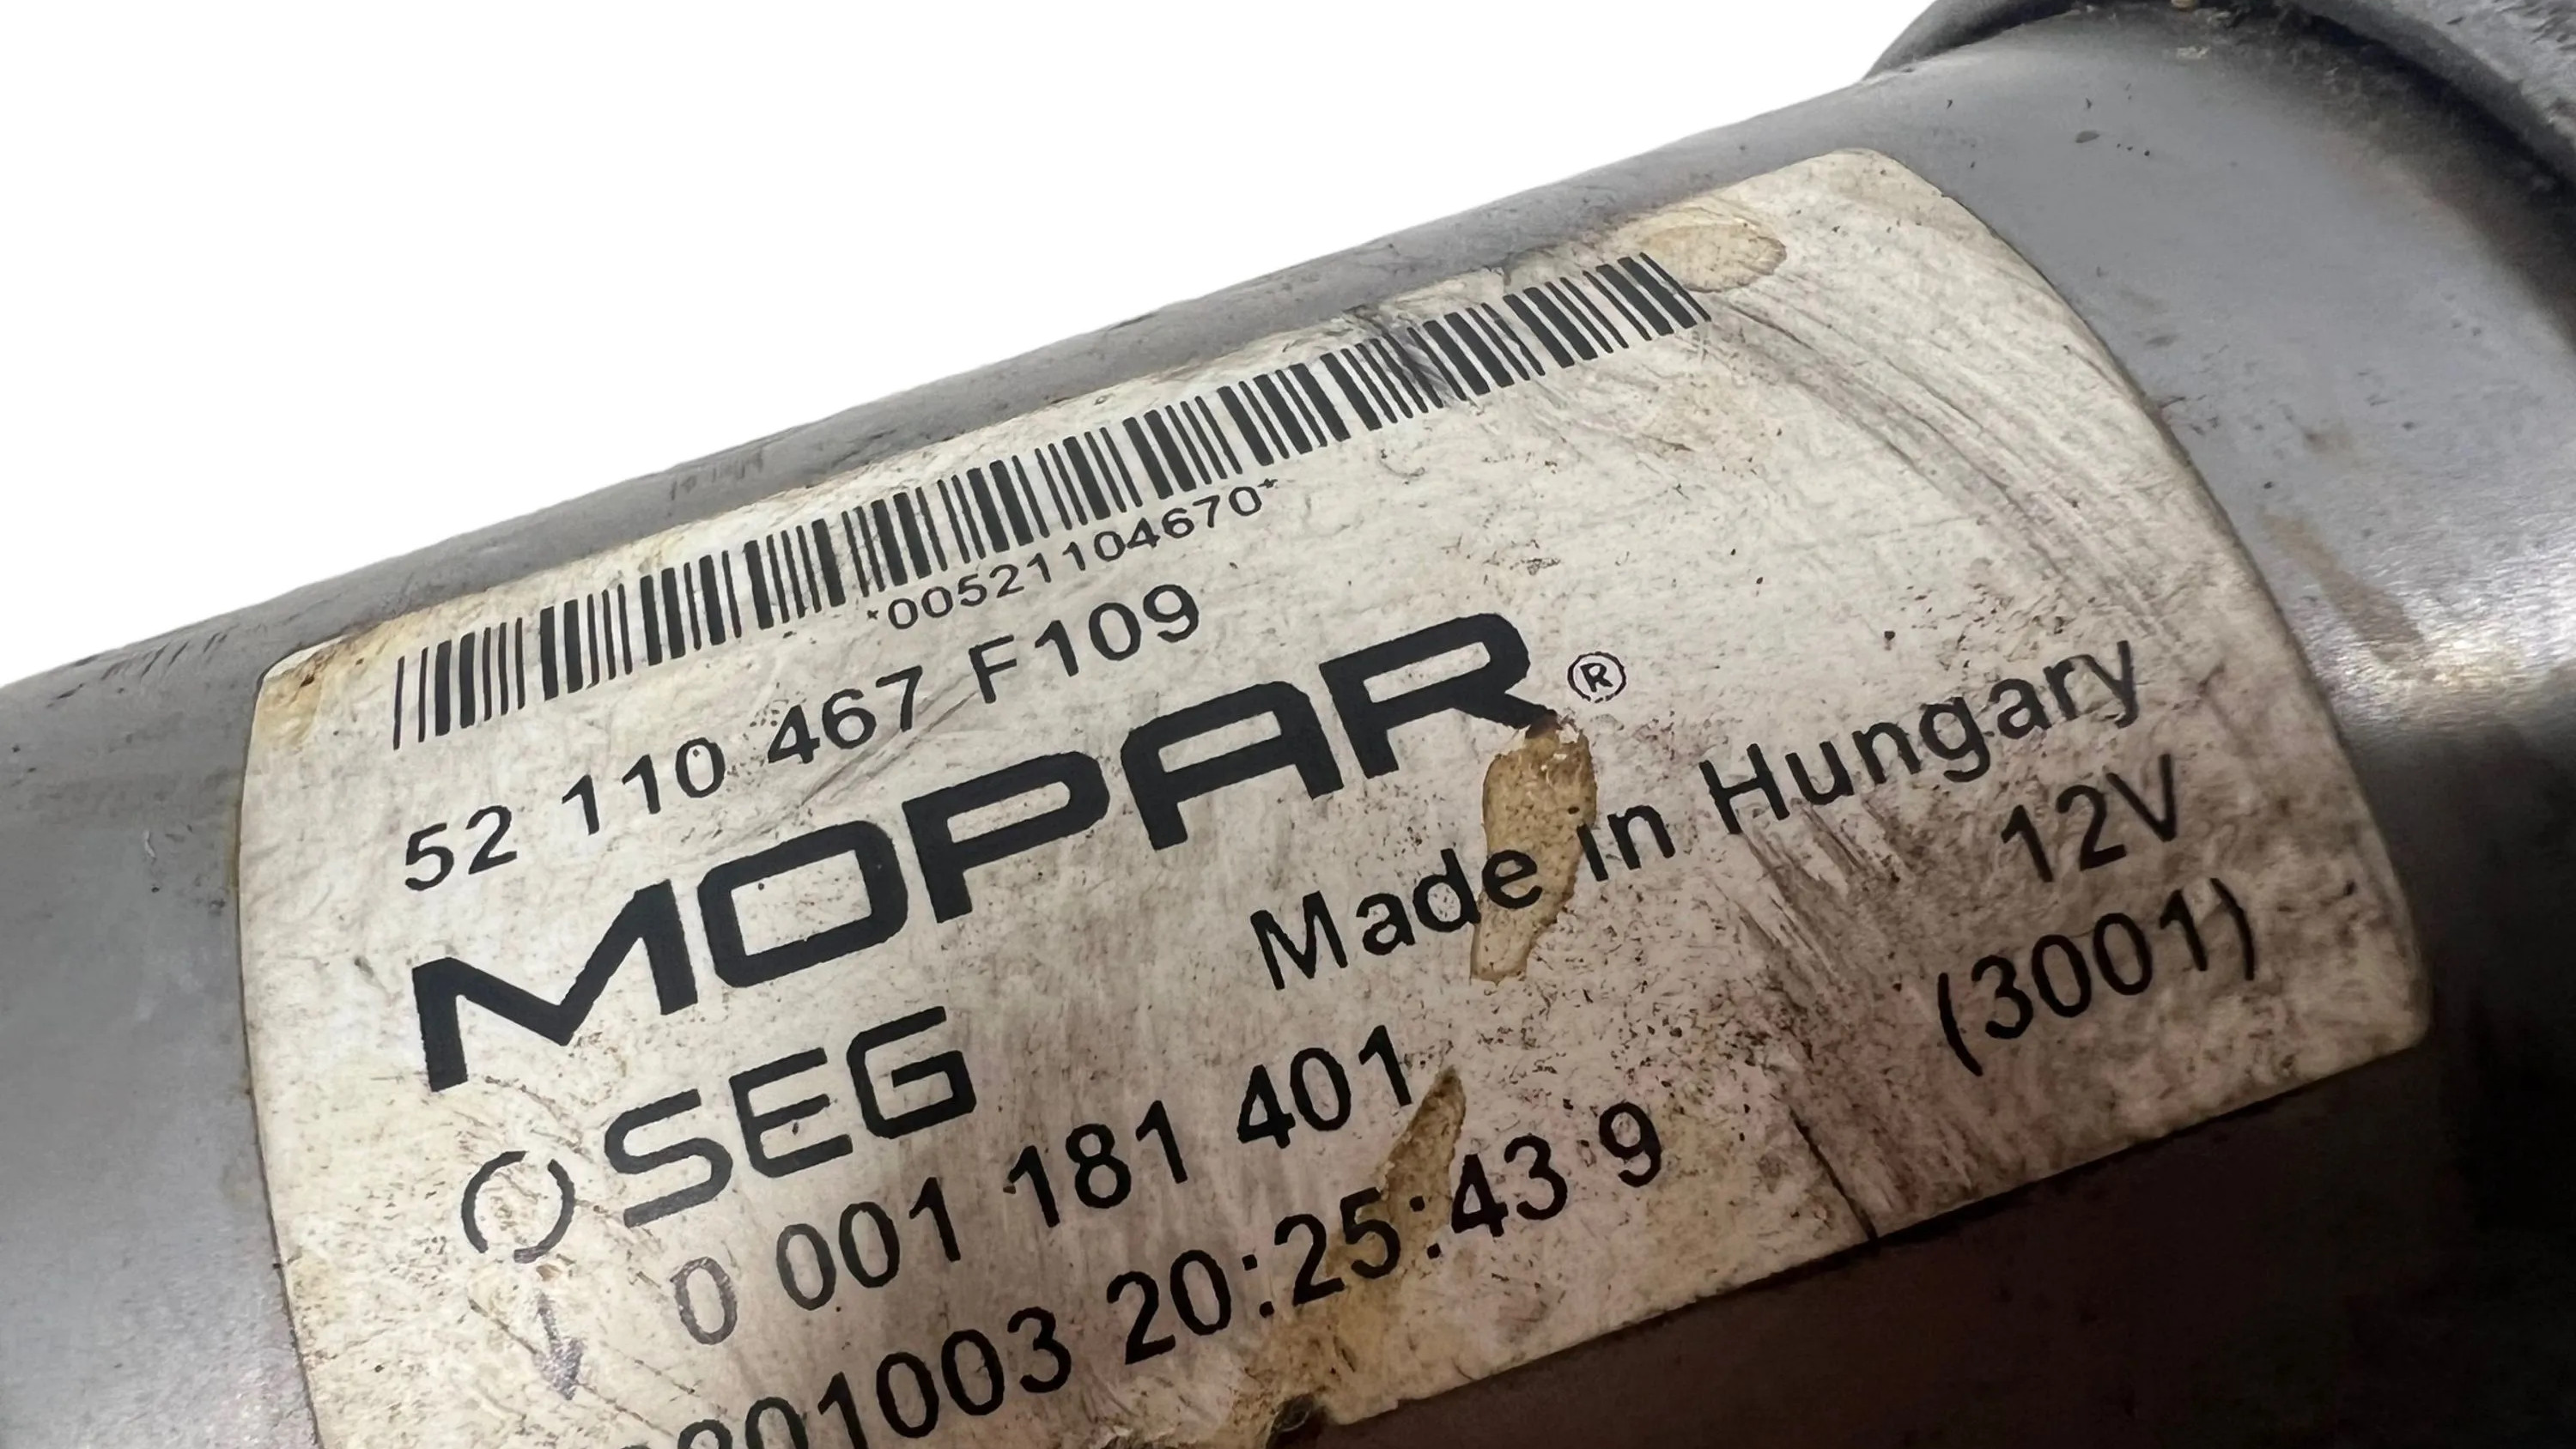 *00521104670*
52 110 467 F109
MOPAR®
Made in Hungary
SEG
12V
0 001 181 401
(3001)
201003 20:25:43 9